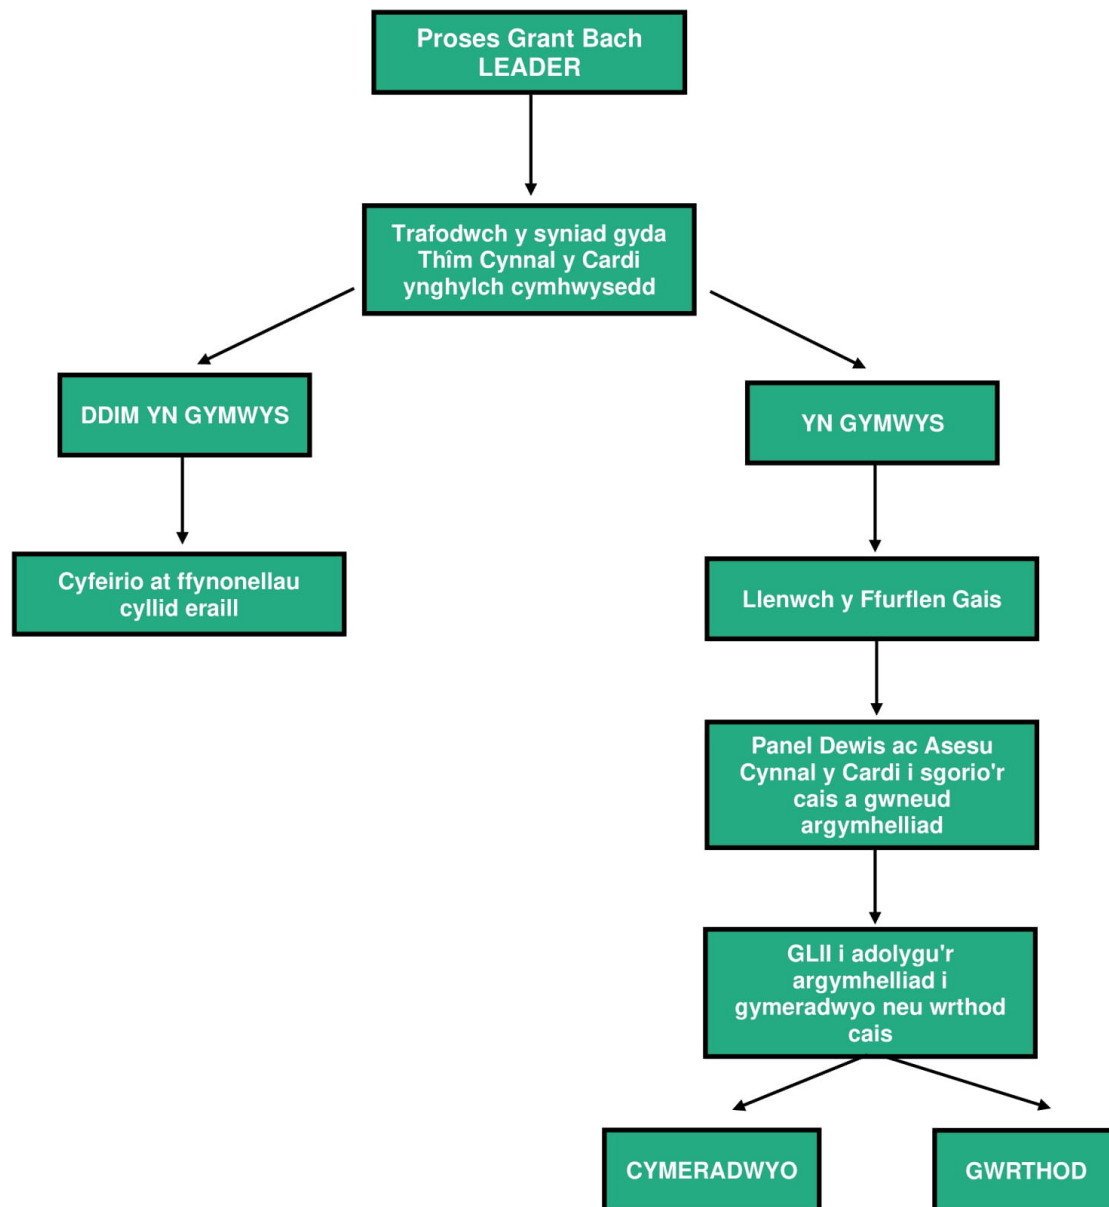 Proses Grant Bach
LEADER
Trafodwch y syniad gyda
Thîm Cynnal y Cardi
ynghylch cymhwysedd
DDIM YN GYMWYS
YN GYMWYS
Cyfeirio at ffynonellau
cyllid eraill
Llenwch y Ffurflen Gais
Panel Dewis ac Asesu
Cynnal y Cardi i sgorio'r
cais a gwneud
argymhelliad
GLlI i adolygu'r
argymhelliad i
gymeradwyo neu wrthod
cais
CYMERADWYO
GWRTHOD